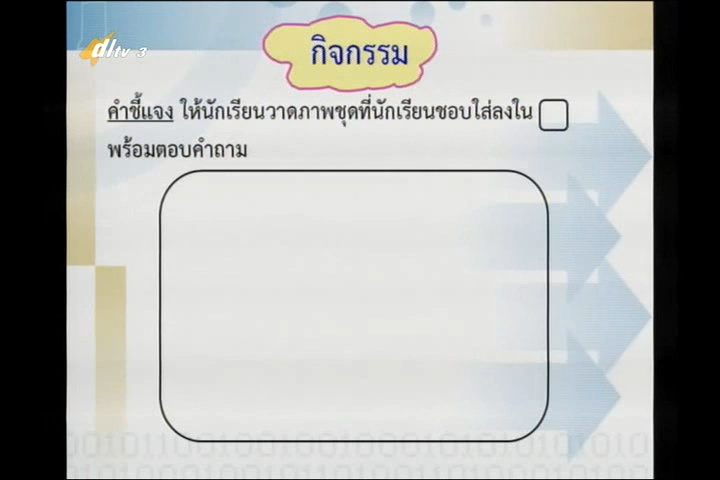 dltv 3
กิจกรรม
คำชี้แจง ให้นักเรียนวาดภาพชุดที่นักเรียนชอบใส่ลงใน
พร้อมตอบคำถาม